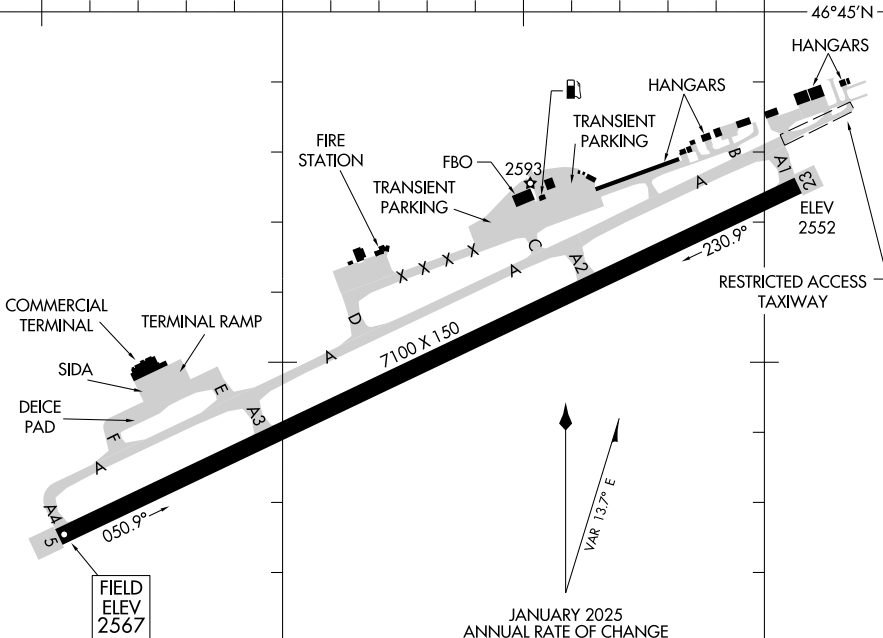 46°45'N
HANGARS
HANGARS
TRANSIENT
PARKING
FIRE
STATION
FBO
2593
TRANSIENT
PARKING
B
A
A1
23
ELEV
2552
C
A
A2
230.9°
X X X X
RESTRICTED ACCESS
TAXIWAY
D
COMMERCIAL
TERMINAL
TERMINAL RAMP
A
7100 X 150
SIDA
E
DEICE
PAD
A3
F
A
A4
5
050.9°
VAR 13.7° E
FIELD
ELEV
2567
JANUARY 2025
ANNUAL RATE OF CHANGE